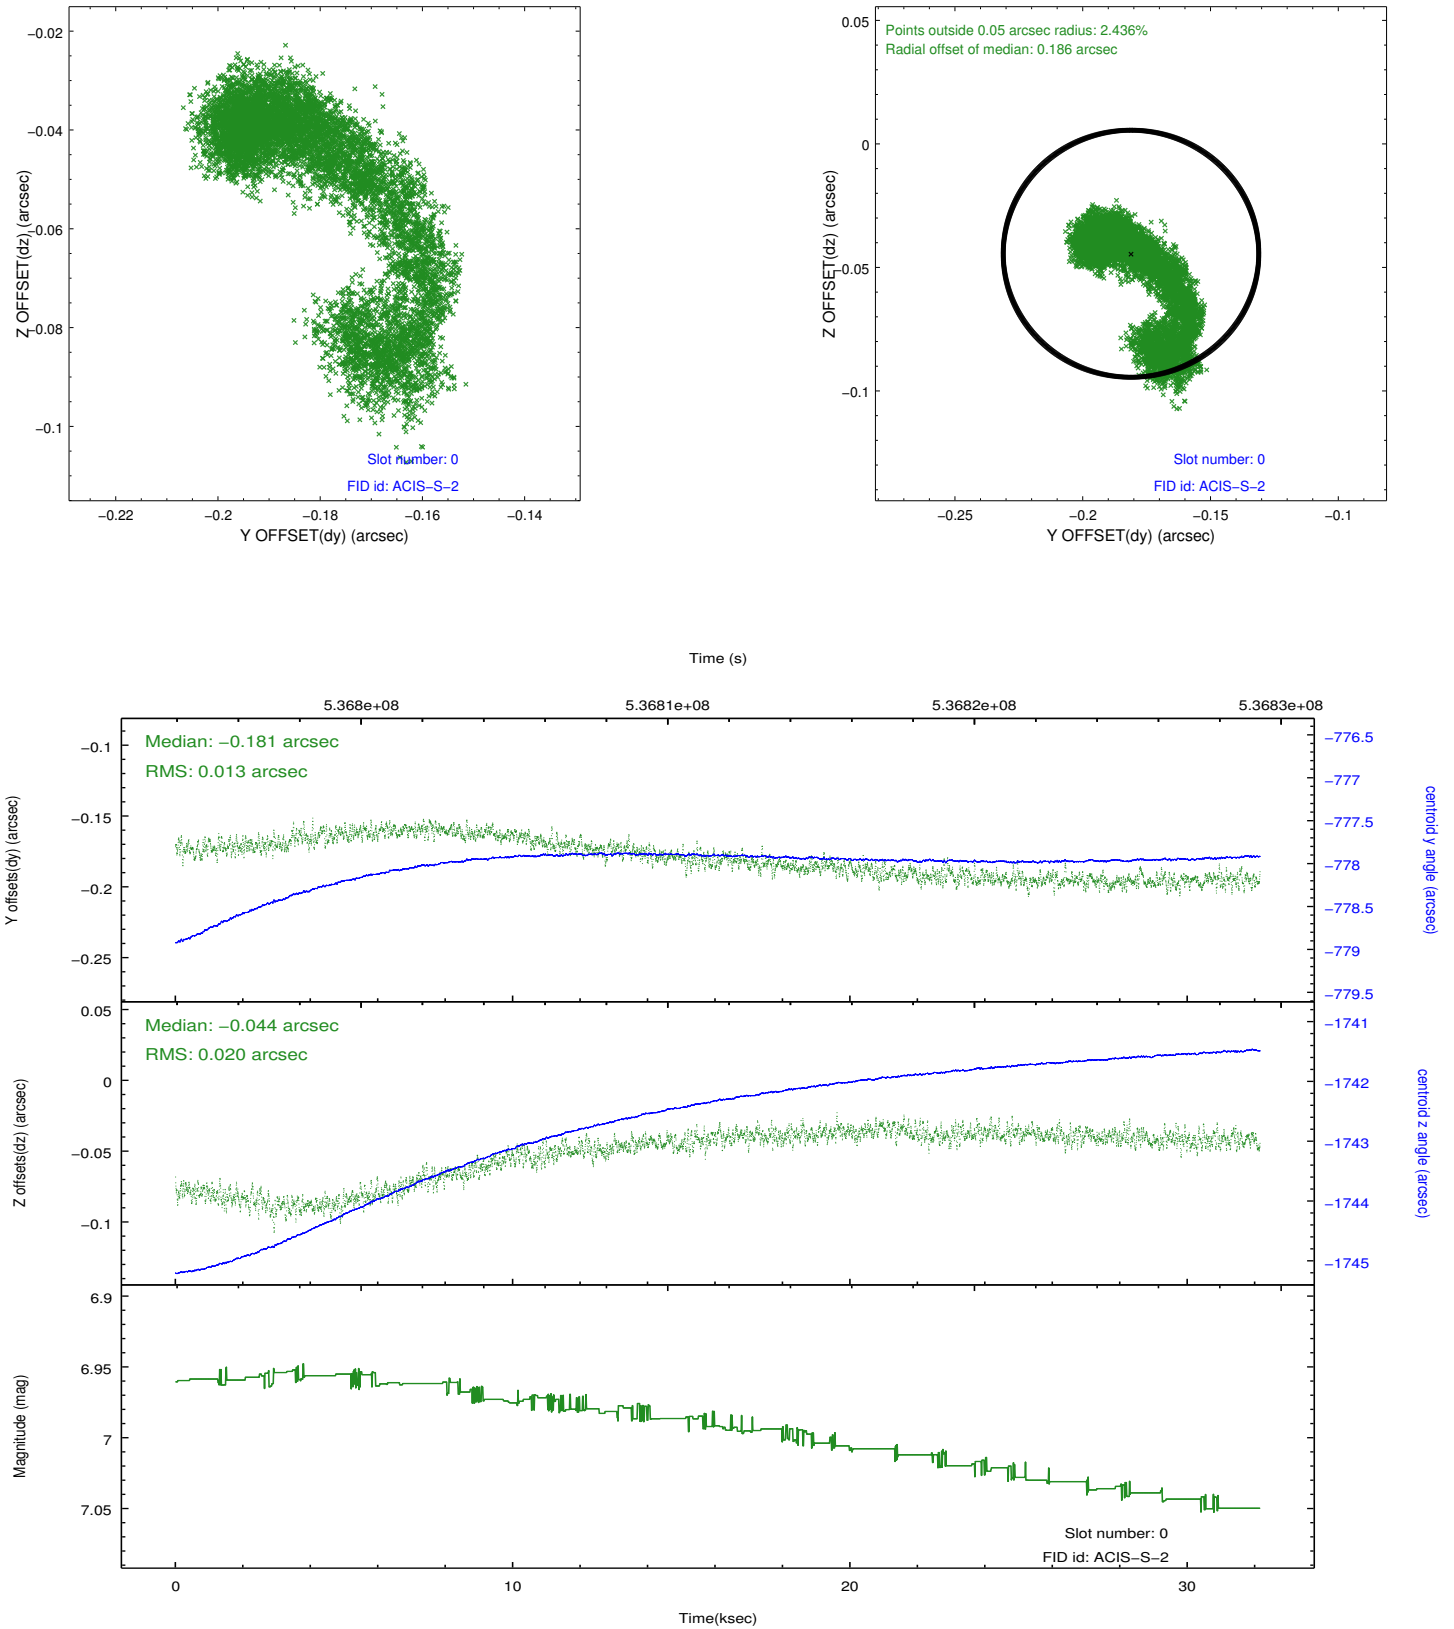 −0.02
−0.04
−0.06
−0.08
−0.1
Z OFFSET(dz) (arcsec)
Slot number: 0
FID id: ACIS−S−2
−0.22
−0.2
−0.18
−0.16
−0.14
Y OFFSET(dy) (arcsec)
Points outside 0.05 arcsec radius: 2.436%
Radial offset of median: 0.186 arcsec
0.05
0
−0.05
−0.1
Z OFFSET(dz) (arcsec)
Slot number: 0
FID id: ACIS−S−2
−0.25
−0.2
−0.15
−0.1
Y OFFSET(dy) (arcsec)
Time (s)
5.368e+08
5.3681e+08
5.3682e+08
5.3683e+08
Median: −0.181 arcsec
RMS: 0.013 arcsec
−0.1
−0.15
−0.2
−0.25
Y offsets(dy) (arcsec)
−776.5
−777
−777.5
−778
−778.5
−779
−779.5
centroid y angle (arcsec)
Median: −0.044 arcsec
RMS: 0.020 arcsec
0.05
0
−0.05
−0.1
Z offsets(dz) (arcsec)
−1741
−1742
−1743
−1744
−1745
centroid z angle (arcsec)
6.9
6.95
7
7.05
Magnitude (mag)
Slot number: 0
FID id: ACIS−S−2
0
10
20
30
Time(ksec)